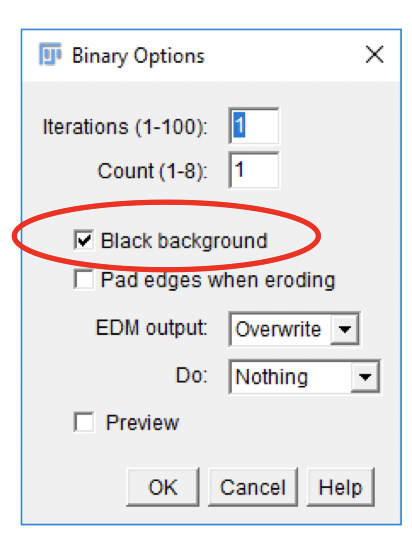 Binary Options
Iterations (1-100): 1
Count (1-8): 1
Black background
Pad edges when eroding
EDM output: Overwrite
Do: Nothing
Preview
OK Cancel Help